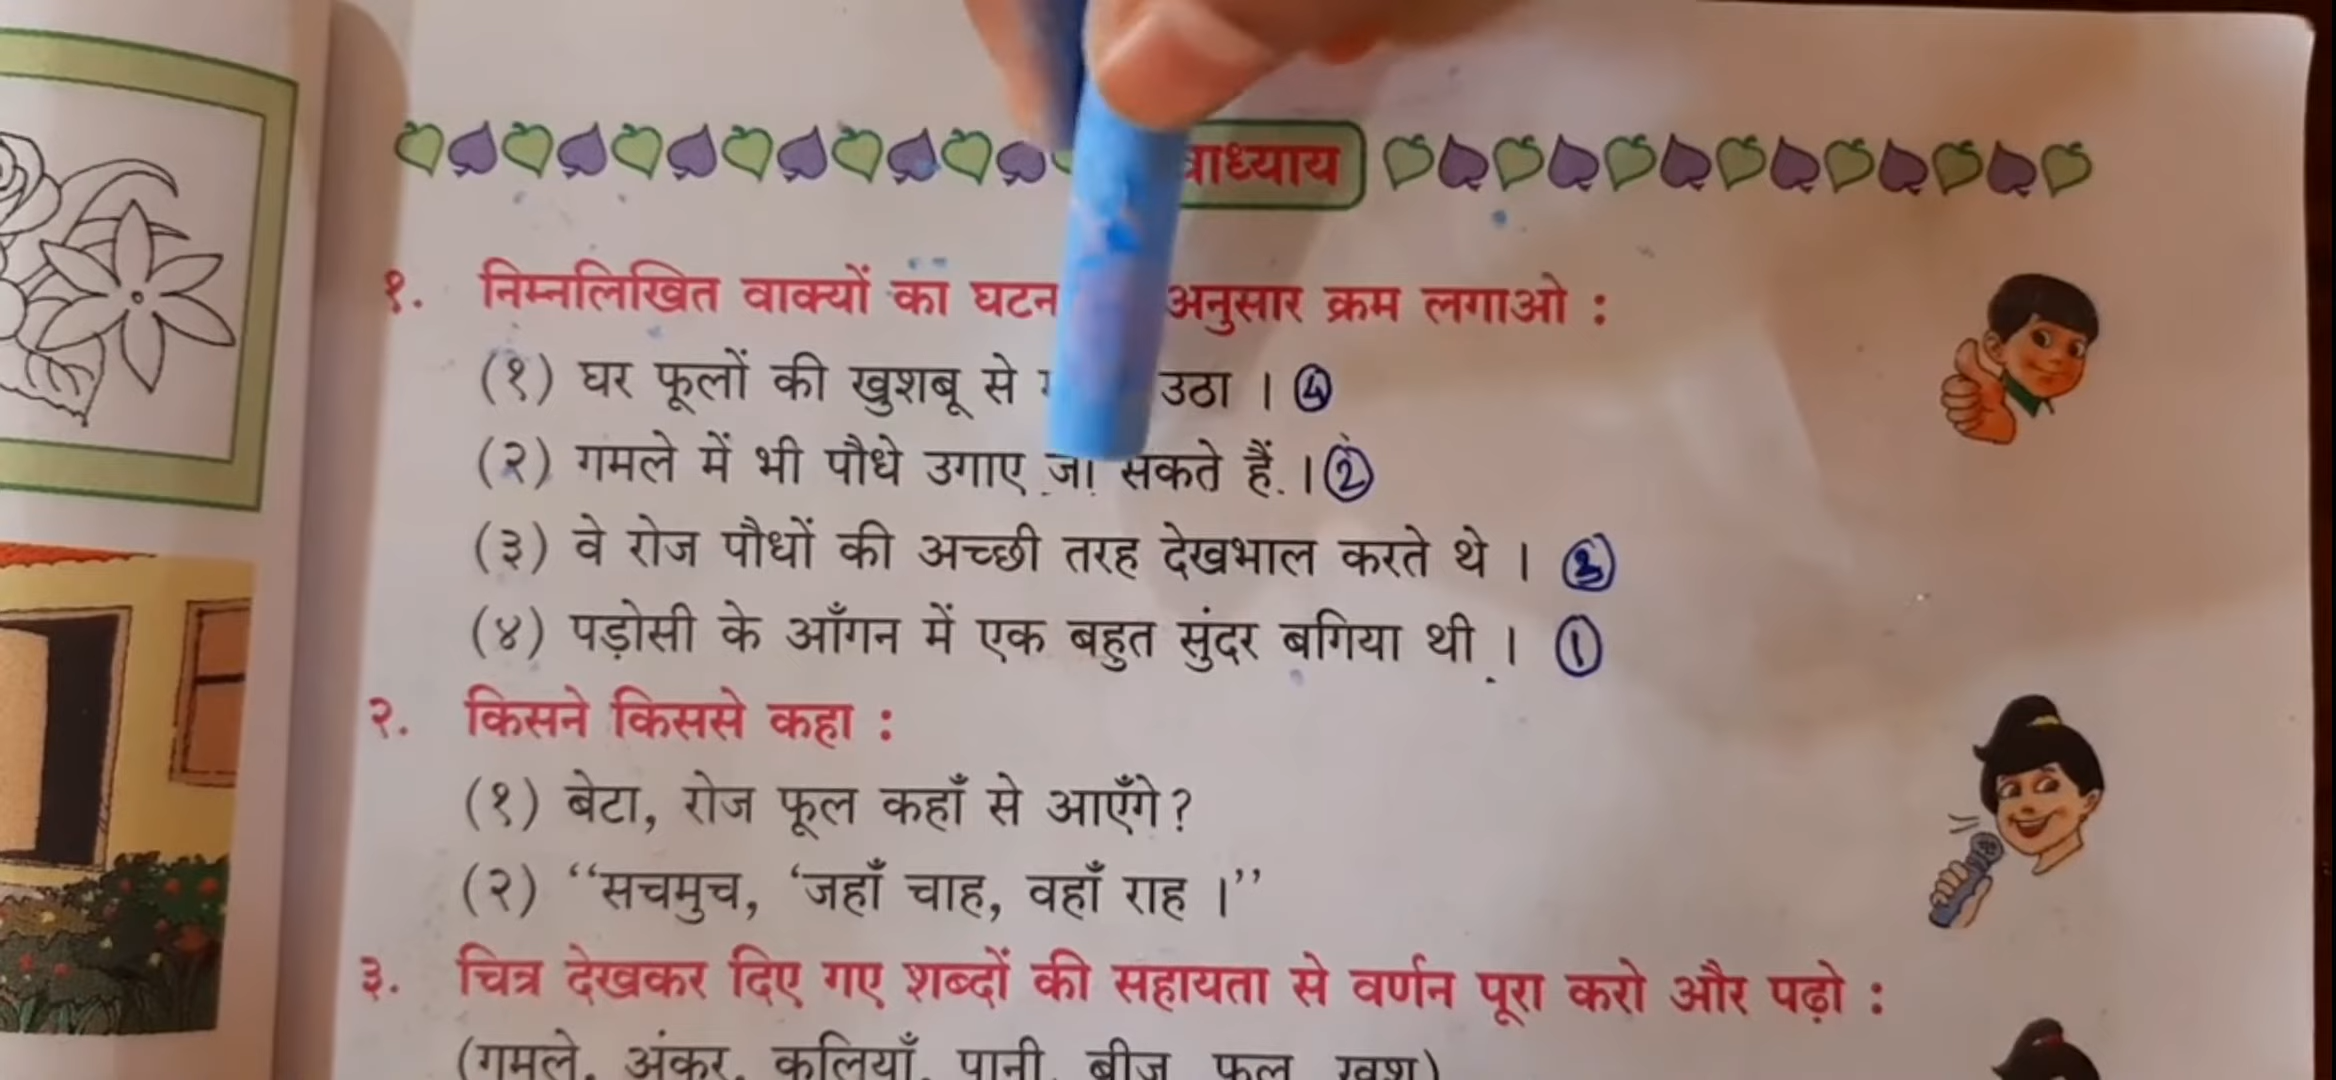 १. निम्नलिखित वाक्यों का अनुसार क्रम लगाओ :
(१) घर फूलों की खुशबू से उठा । ④
(२) गमले में भी पौधे उगाए जा सकते हैं । ②
(३) वे रोज पौधों की अच्छी तरह देखभाल करते थे । ③
(४) पड़ोसी के आँगन में एक बहुत सुंदर बगिया थी । ①
२. किसने किससे कहा :
(१) बेटा, रोज फूल कहाँ से आएँगे?
(२) “सचमुच, ‘जहाँ चाह, वहाँ राह ।”
३. चित्र देखकर दिए गए शब्दों की सहायता से वर्णन पूरा करो और पढ़ो :
(गमले, कलियाँ, पानी, बीज,